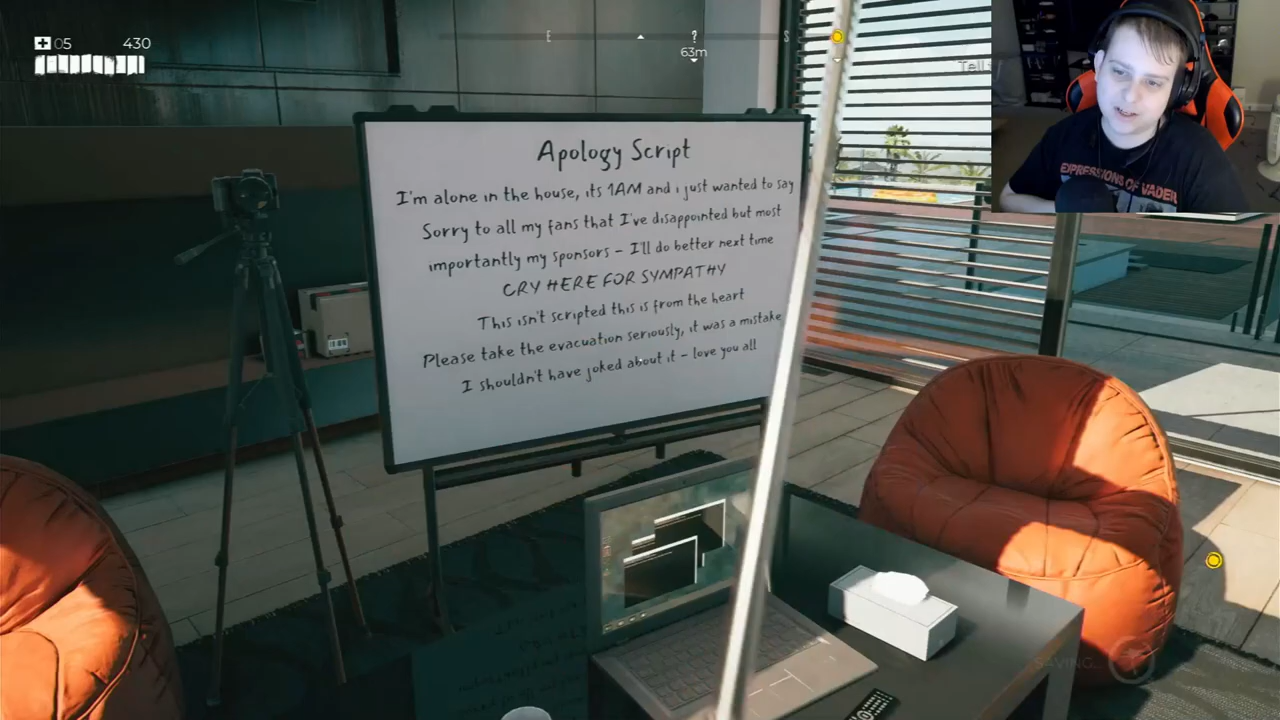 05 430
E
S
?
63m
Tell
EXPRESSIONS OF VADER
Apology Script
I'm alone in the house, its 1AM and i just wanted to say
Sorry to all my fans that I've disappointed but most
importantly my sponsors - I'll do better next time
CRY HERE FOR SYMPATHY
This isn't scripted this is from the heart
Please take the evacuation seriously, it was a mistake
I shouldn't have joked about it - love you all
SAVING...